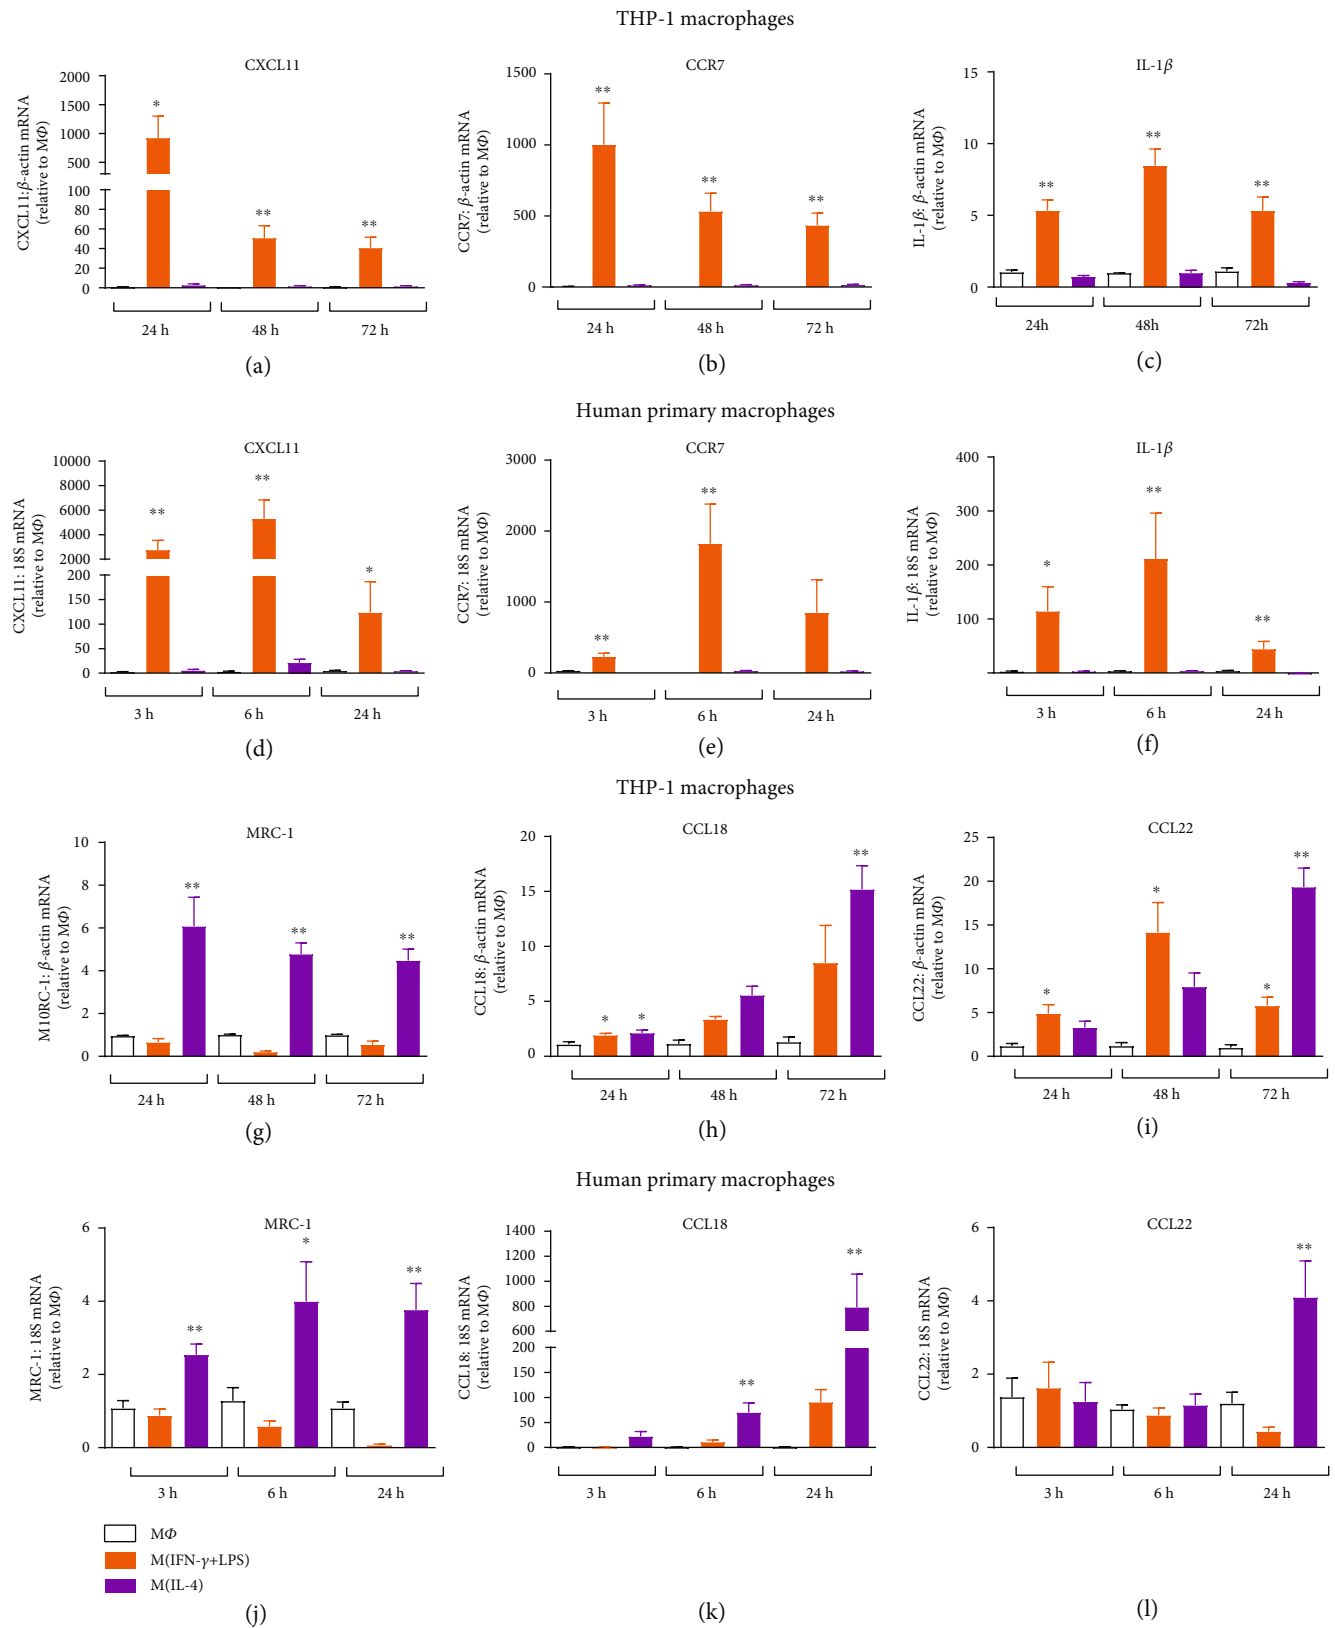 THP-1 macrophages
CXCL11
CXCL11:β-actin mRNA
(relative to MΦ)
2000
1500
1000
500
100
80
60
40
20
0
*
**
**
24 h
48 h
72 h
(a)
CCR7
CCR7: β-actin mRNA
(relative to MΦ)
1500
1000
500
0
**
**
**
24 h
48 h
72 h
(b)
IL-1β
IL-1β: β-actin mRNA
(relative to MΦ)
15
10
5
0
**
**
**
24h
48h
72h
(c)
Human primary macrophages
CXCL11
CXCL11: 18S mRNA
(relative to MΦ)
10000
8000
6000
4000
2000
200
150
100
50
0
**
**
*
3 h
6 h
24 h
(d)
CCR7
CCR7: 18S mRNA
(relative to MΦ)
3000
2000
1000
0
**
**
3 h
6 h
24 h
(e)
IL-1β
IL-1β: 18S mRNA
(relative to MΦ)
400
300
200
100
*
**
**
3 h
6 h
24 h
(f)
THP-1 macrophages
MRC-1
M10RC-1: β-actin mRNA
(relative to MΦ)
10
8
6
4
2
0
**
**
**
24 h
48 h
72 h
(g)
CCL18
CCL18: β-actin mRNA
(relative to MΦ)
20
15
10
5
0
*
*
**
24 h
48 h
72 h
(h)
CCL22
CCL22: β-actin mRNA
(relative to MΦ)
25
20
15
10
5
0
*
*
*
**
24 h
48 h
72 h
(i)
Human primary macrophages
MRC-1
MRC-1: 18S mRNA
(relative to MΦ)
6
4
2
0
**
*
**
3 h
6 h
24 h
MΦ
M(IFN-γ+LPS)
M(IL-4)
(j)
CCL18
CCL18: 18S mRNA
(relative to MΦ)
1400
1200
1000
800
600
200
150
100
50
0
**
**
3 h
6 h
24 h
(k)
CCL22
CCL22: 18S mRNA
(relative to MΦ)
6
4
2
0
**
3 h
6 h
24 h
(l)